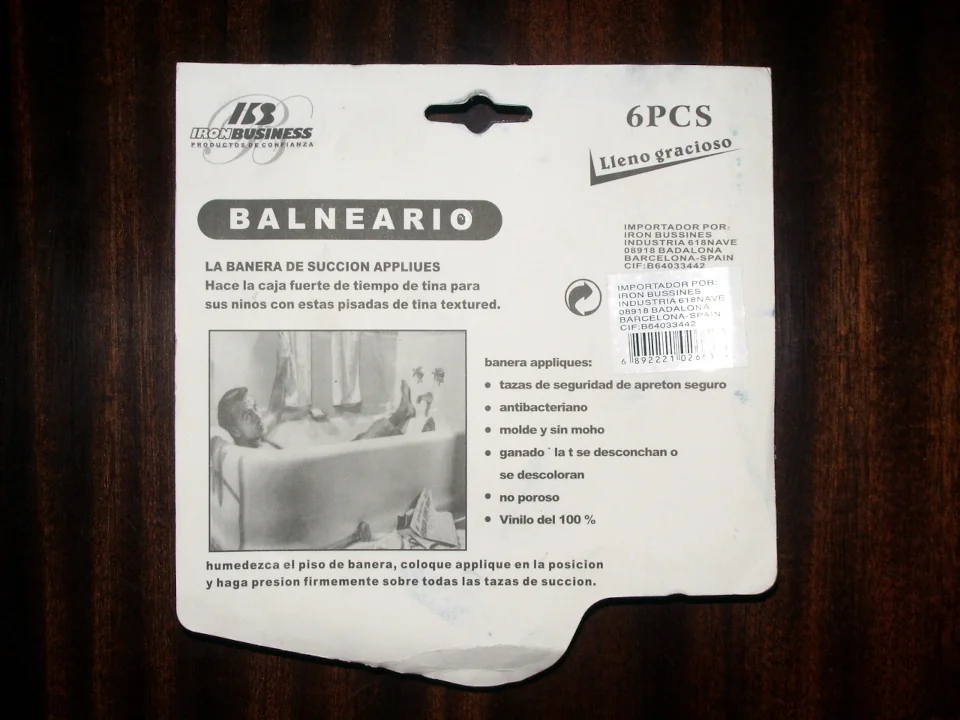 IKB
IRON BUSINESS
PRODUCTOS DE CONFIANZA
6PCS
Lleno gracioso
BALNEARIO
LA BANERA DE SUCCION APPLIUES
Hace la caja fuerte de tiempo de tina para
sus ninos con estas pisadas de tina textured.
IMPORTADOR POR:
IRON BUSSINES
INDUSTRIA 618NAVE
08918 BADALONA
BARCELONA-SPAIN
CIF:B64033442
IMPORTADOR POR:
IRON BUSSINES
INDUSTRIA 618NAVE
08918 BADALONA
BARCELONA-SPAIN
CIF:B64033442
6 892221 026
banera appliques:
• tazas de seguridad de apreton seguro
• antibacteriano
• molde y sin moho
• ganado ` la t se desconchan o
se descoloran
• no poroso
• Vinilo del 100 %
humedezca el piso de banera, coloque applique en la posicion
y haga presion firmemente sobre todas las tazas de succion.